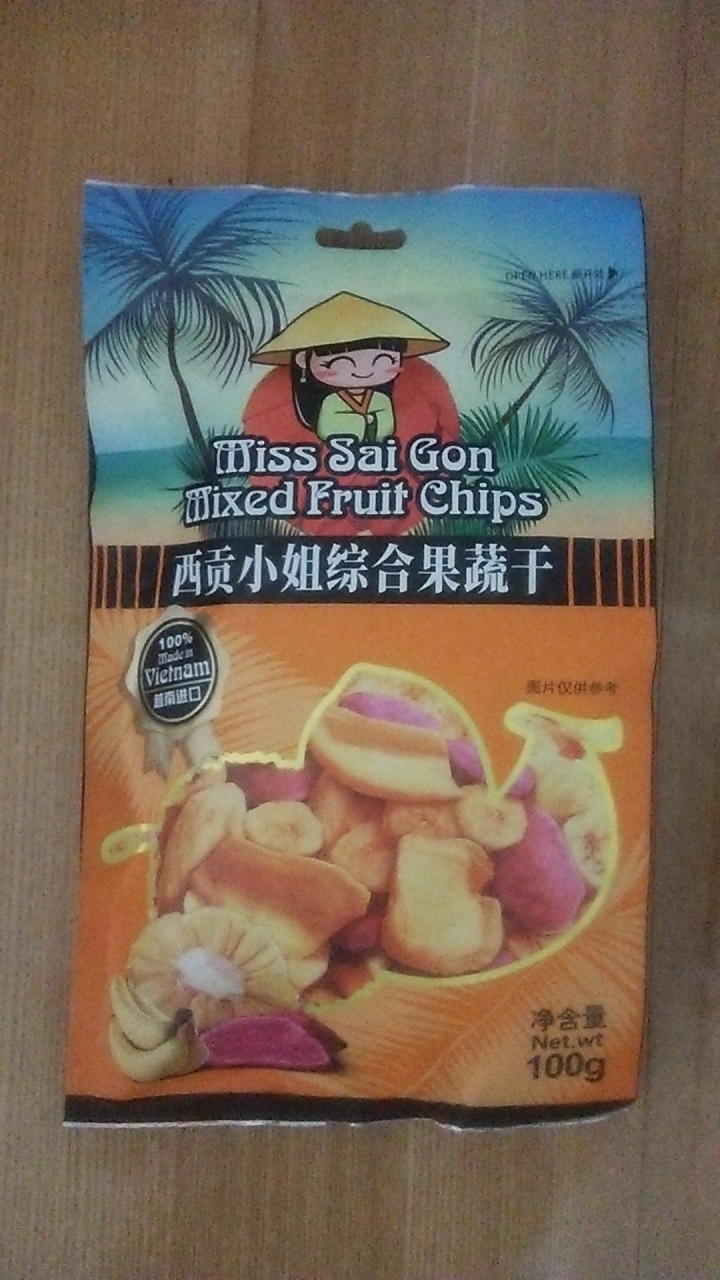 OPEN HERE 撕开处
Miss Sai Gon
Mixed Fruit Chips
西贡小姐综合果蔬干
100%
Made in
Vietnam
越南进口
图片仅供参考
净含量
Net.wt
100g